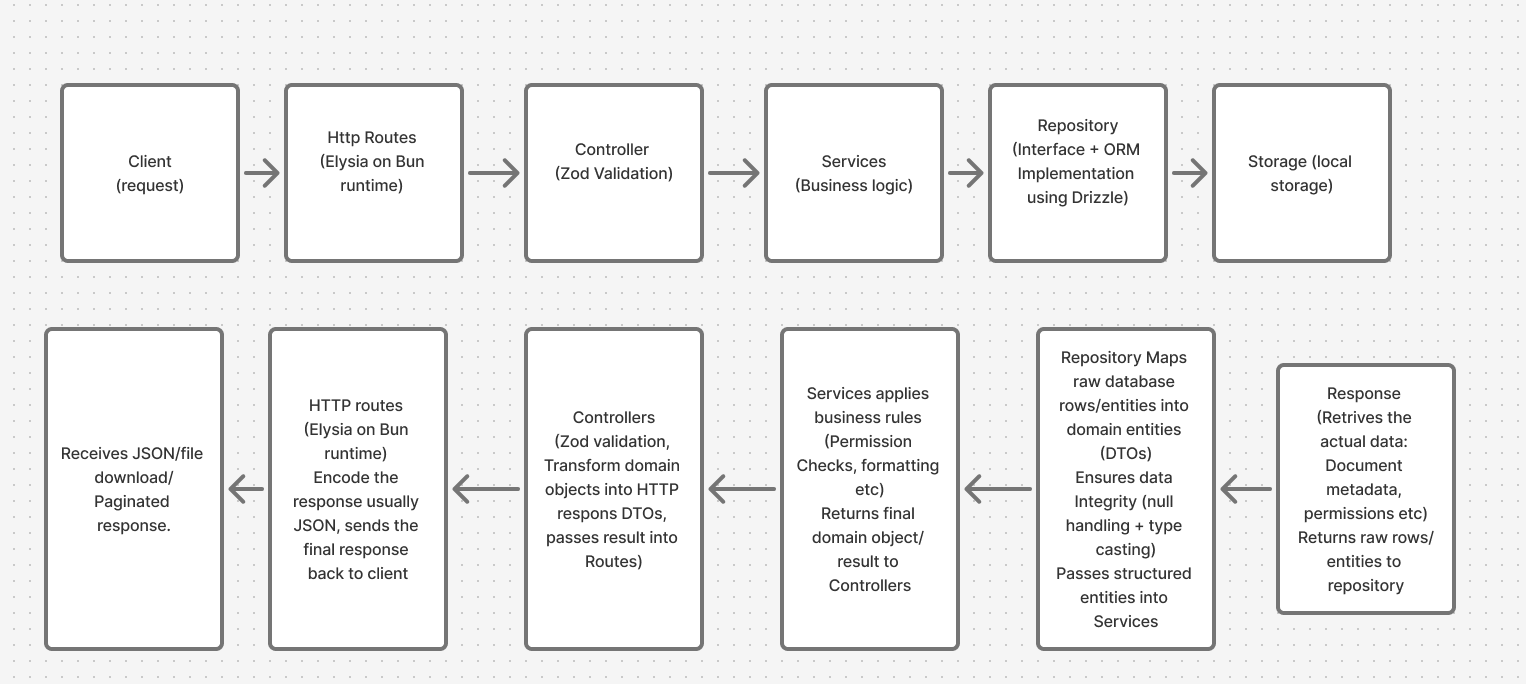 Client
(request)
Http Routes
(Elysia on Bun
runtime)
Controller
(Zod Validation)
Services
(Business logic)
Repository
(Interface + ORM
Implementation
using Drizzle)
Storage (local
storage)
Receives JSON/file
download/
Paginated
response.
HTTP routes
(Elysia on Bun
runtime)
Encode the
response usually
JSON, sends the
final response
back to client
Controllers
(Zod validation,
Transform domain
objects into HTTP
respons DTOs,
passes result into
Routes)
Services applies
business rules
(Permission
Checks, formatting
etc)
Returns final
domain object/
result to
Controllers
Repository Maps
raw database
rows/entities into
domain entities
(DTOs)
Ensures data
Integrity (null
handling + type
casting)
Passes structured
entities into
Services
Response
(Retrives the
actual data:
Document
metadata,
permissions etc)
Returns raw rows/
entities to
repository